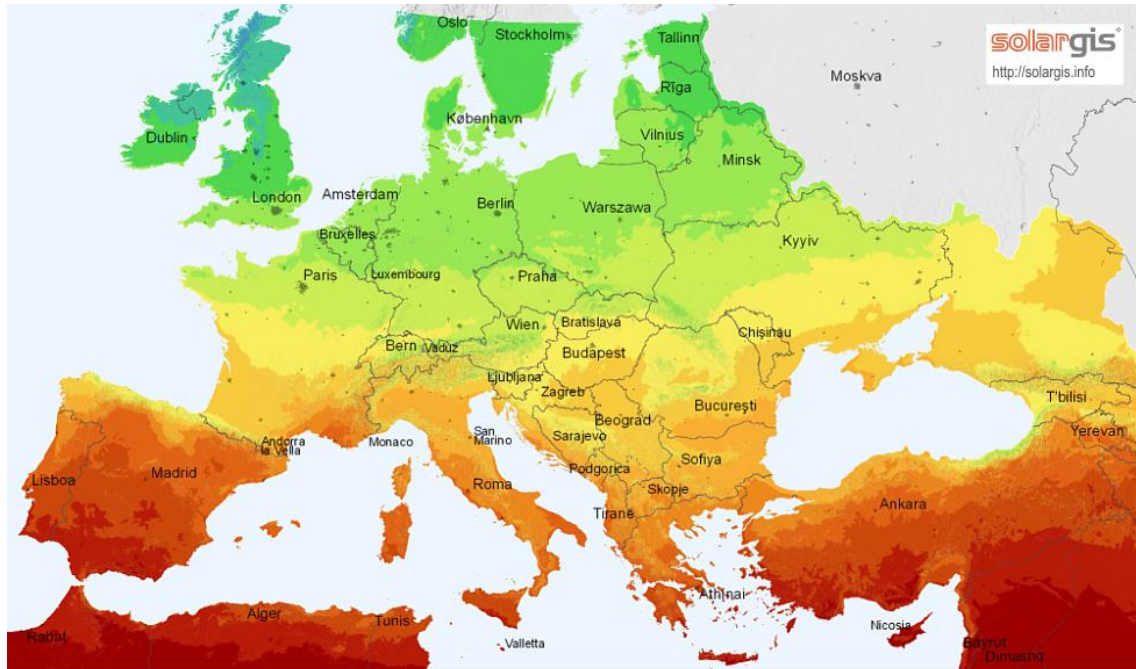 Oslo
Stockholm
Tallinn
solargis
http://solargis.info
Moskva
Rīga
København
Dublin
Vilnius
Minsk
London
Amsterdam
Berlin
Warszawa
Bruxelles
Kyyiv
Paris
Luxembourg
Praha
Wien
Bratislava
Chișinau
Bern
Vaduz
Budapest
Ljubljana
Zagreb
T'bilisi
București
Beograd
San
Marino
Sarajevo
Yerevan
Andorra
la Vella
Monaco
Sofiya
Podgorica
Lisboa
Madrid
Roma
Skopje
Ankara
Tiranë
Athinai
Alger
Tunis
Nicosia
Rabat
Valletta
Bayrut
Dimashq